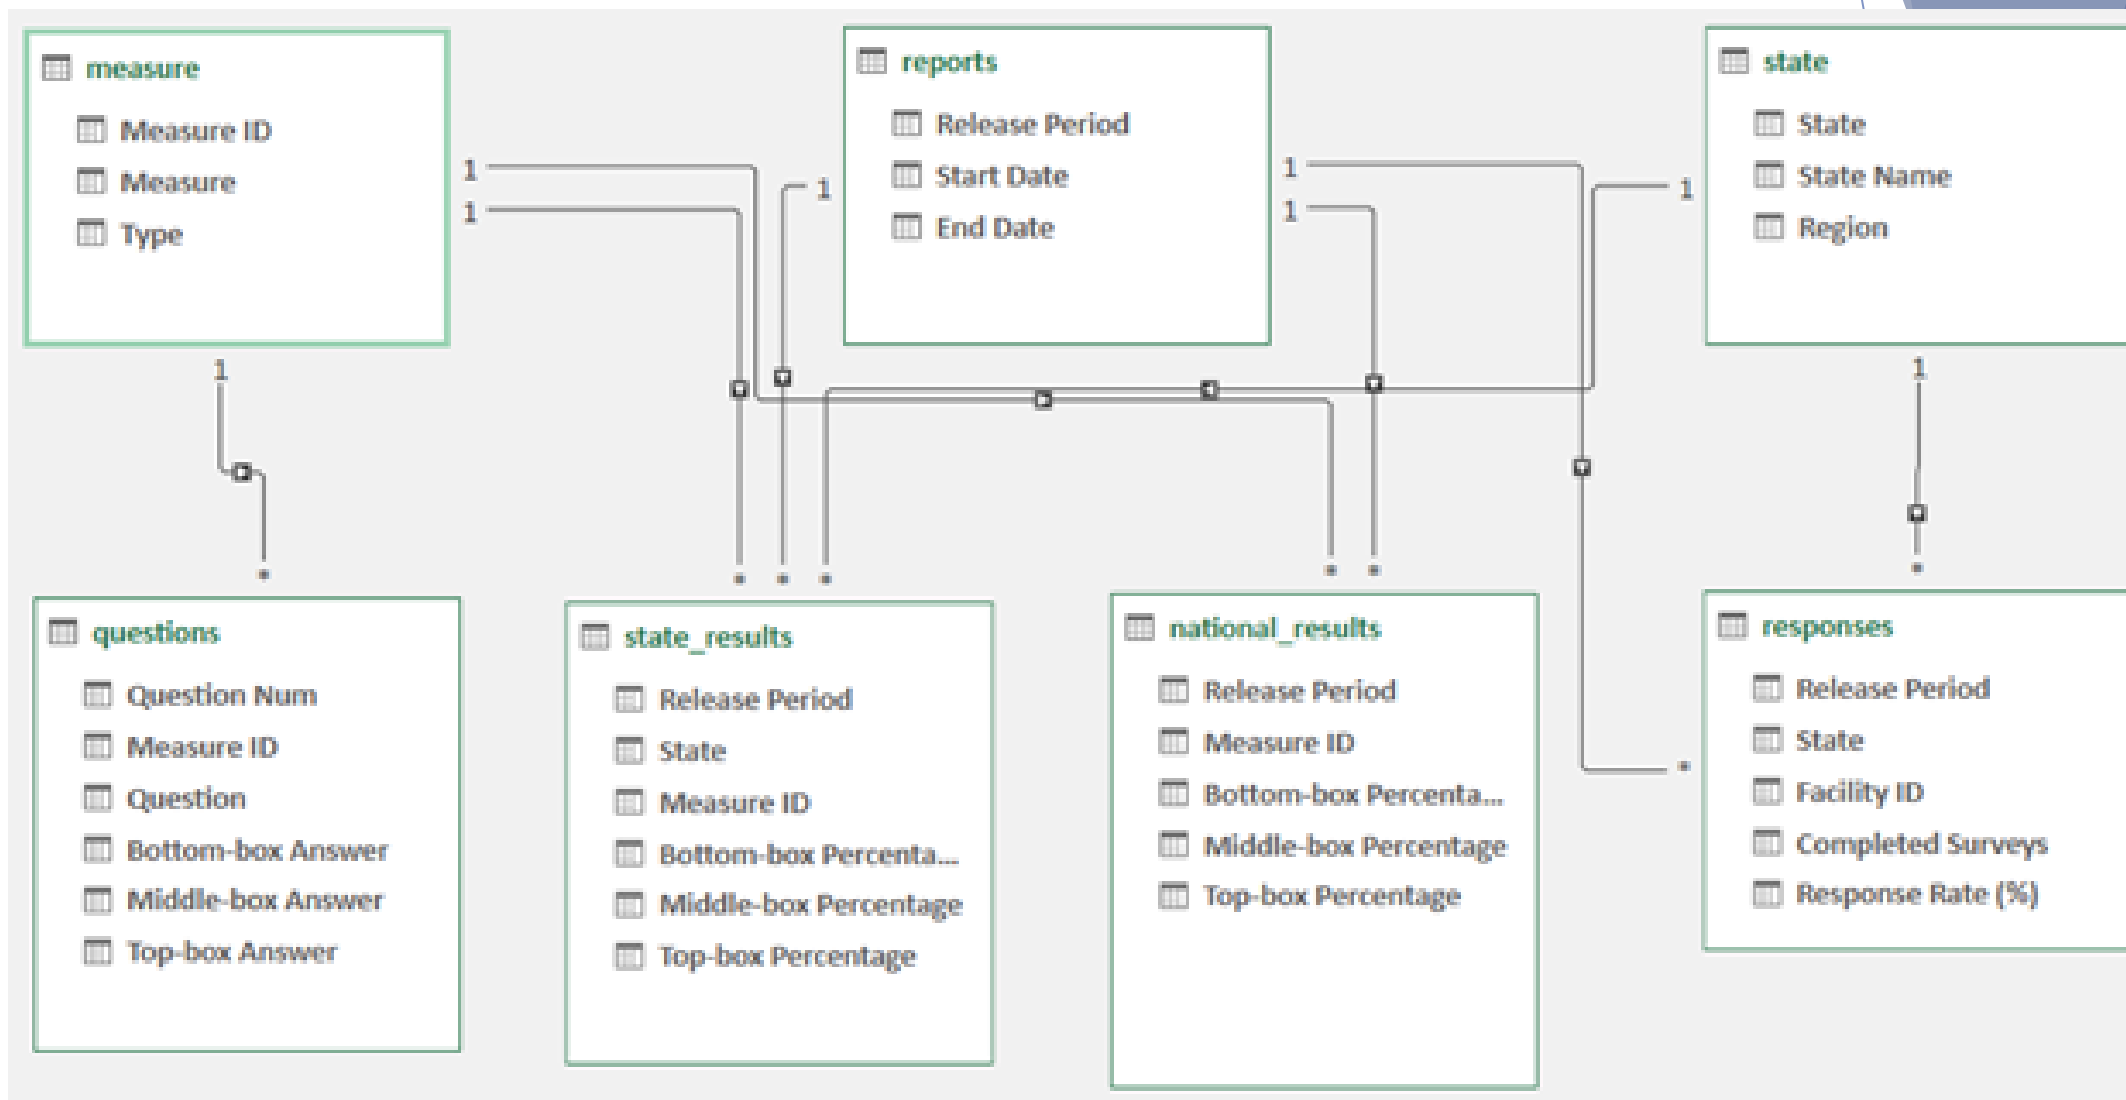 measure
Measure ID
Measure
Type
reports
Release Period
Start Date
End Date
state
State
State Name
Region
1
1
1
1
1
1
1
1
*
*
*
*
*
*
*
*
questions
Question Num
Measure ID
Question
Bottom-box Answer
Middle-box Answer
Top-box Answer
state_results
Release Period
State
Measure ID
Bottom-box Percenta...
Middle-box Percentage
Top-box Percentage
national_results
Release Period
Measure ID
Bottom-box Percenta...
Middle-box Percentage
Top-box Percentage
responses
Release Period
State
Facility ID
Completed Surveys
Response Rate (%)